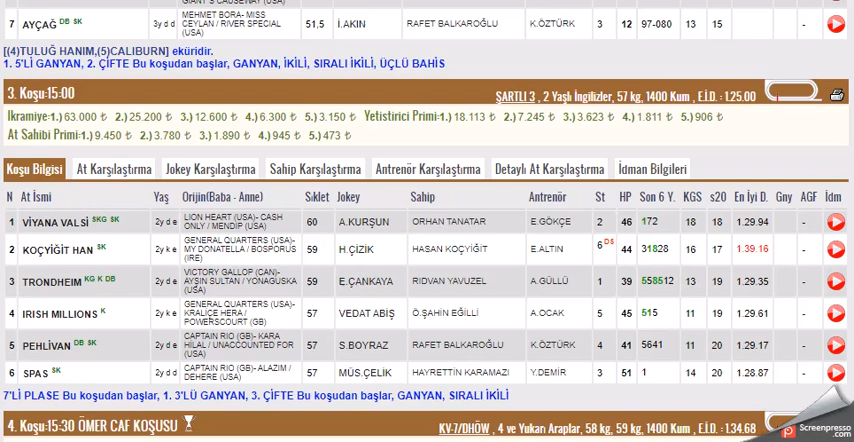 GIANT'S CAUSEWAY (USA)
7 AYÇAĞ DB SK 3y d d MEHMET BORA- MISS CEYLAN / RIVER SPECIAL (USA) 51,5 İ.AKIN RAFET BALKAROĞLU K.ÖZTÜRK 3 12 97-080 13 15
[(4)TULUĞ HANIM,(5)CALIBURN] eküridir.
1. 5'Lİ GANYAN, 2. ÇİFTE Bu koşudan başlar, GANYAN, İKİLİ, SIRALI İKİLİ, ÜÇLÜ BAHİS
3. Koşu:15:00 ŞARTLI 3 , 2 Yaşlı İngilizler, 57 kg, 1400 Kum , E.İ.D. : 1.25.00
İkramiye:1.) 63.000 ₺ 2.) 25.200 ₺ 3.) 12.600 ₺ 4.) 6.300 ₺ 5.) 3.150 ₺ Yetistirici Primi:1.) 18.113 ₺ 2.) 7.245 ₺ 3.) 3.623 ₺ 4.) 1.811 ₺ 5.) 906 ₺
At Sahibi Primi:1.) 9.450 ₺ 2.) 3.780 ₺ 3.) 1.890 ₺ 4.) 945 ₺ 5.) 473 ₺
Koşu Bilgisi At Karşılaştırma Jokey Karşılaştırma Sahip Karşılaştırma Antrenör Karşılaştırma Detaylı At Karşılaştırma İdman Bilgileri
N At İsmi Yaş Orijin(Baba - Anne) Sıklet Jokey Sahip Antrenör St HP Son 6 Y. KGS s20 En İyi D. Gny AGF İdm
1 VİYANA VALSİ SKG SK 2y d e LION HEART (USA)- CASH ONLY / MENDIP (USA) 60 A.KURŞUN ORHAN TANATAR E.GÖKÇE 2 46 172 18 18 1.29.94 -
2 KOÇYİĞİT HAN SK 2y k e GENERAL QUARTERS (USA)- MY DONATELLA / BOSPORUS (IRE) 59 H.ÇİZİK HASAN KOÇYİĞİT E.ALTIN 6 DS 44 31828 16 17 1.39.16 -
3 TRONDHEIM KG K DB 2y d e VICTORY GALLOP (CAN)- AYŞIN SULTAN / YONAGUSKA (USA) 59 E.ÇANKAYA RIDVAN YAVUZEL A.GÜLLÜ 1 39 558512 13 19 1.29.35 -
4 IRISH MILLIONS K 2y k e GENERAL QUARTERS (USA)- KRALİÇE HERA / POWERSCOURT (GB) 57 VEDAT ABİŞ Ö.ŞAHİN EĞİLLİ A.OCAK 5 45 515 11 19 1.29.61 -
5 PEHLİVAN DB SK 2y d e CAPTAIN RIO (GB)- KARA HİLAL / UNACCOUNTED FOR (USA) 57 S.BOYRAZ RAFET BALKAROĞLU K.ÖZTÜRK 4 41 5641 11 20 1.29.17 -
6 SPAS SK 2y d d CAPTAIN RIO (GB)- ALAZIM / DEHERE (USA) 57 MÜS.ÇELİK HAYRETTİN KARAMAZI Y.DEMİR 3 51 1 14 20 1.28.87 -
7'Lİ PLASE Bu koşudan başlar, 1. 3'LÜ GANYAN, 3. ÇİFTE Bu koşudan başlar, GANYAN, SIRALI İKİLİ
4. Koşu:15:30 ÖMER CAF KOŞUSU KV-7/DHÖW , 4 ve Yukarı Araplar, 58 kg, 59 kg, 1400 Kum , E.İ.D. : 1.34.68
Screenpresso
.com